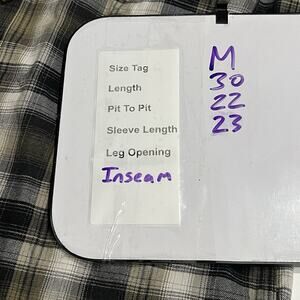 Size Tag M
Length 30
Pit To Pit 22
Sleeve Length 23
Leg Opening
Inseam